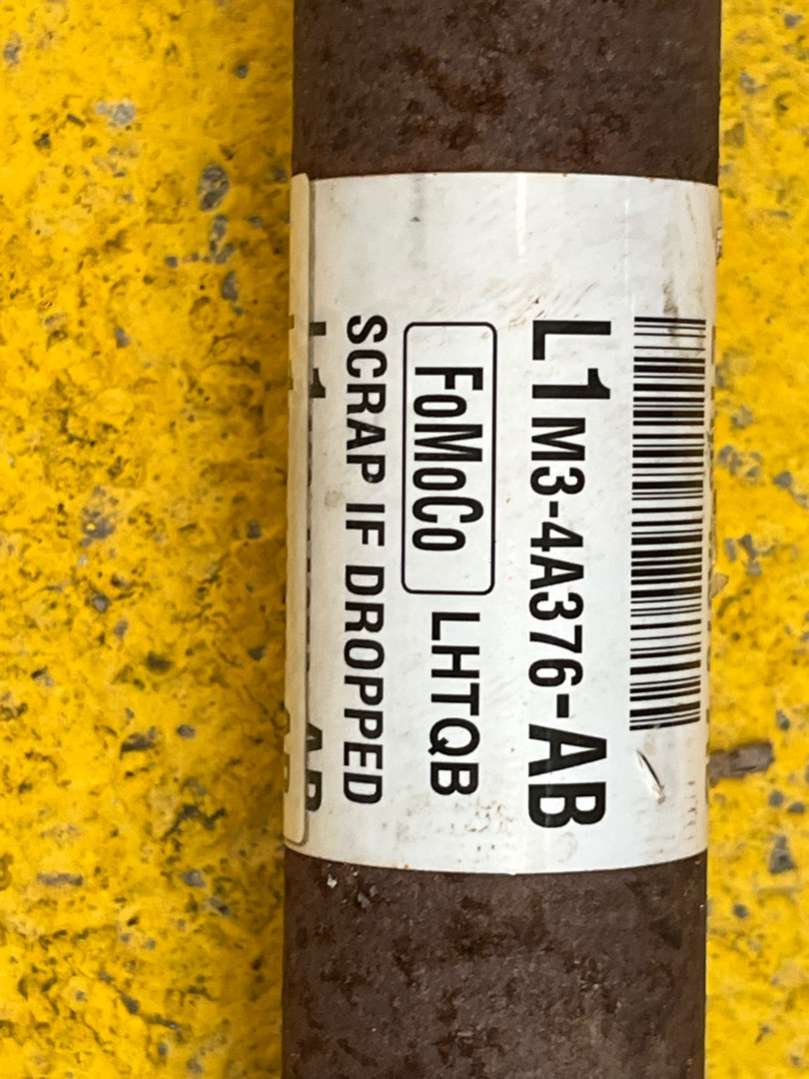 L1M3-4A376-AB
FoMoCo LHTQB
SCRAP IF DROPPED